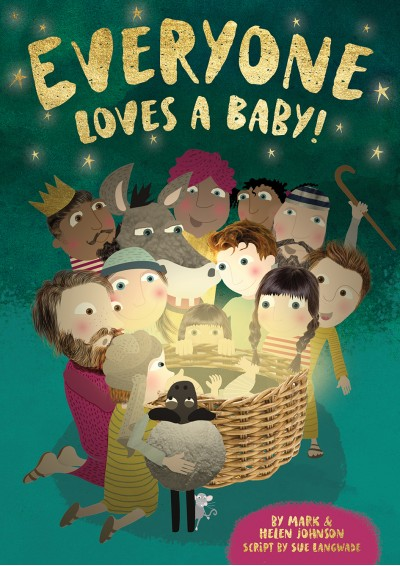 EVERYONE
LOVES A BABY!
BY MARK &
HELEN JOHNSON
SCRIPT BY SUE LANGWADE